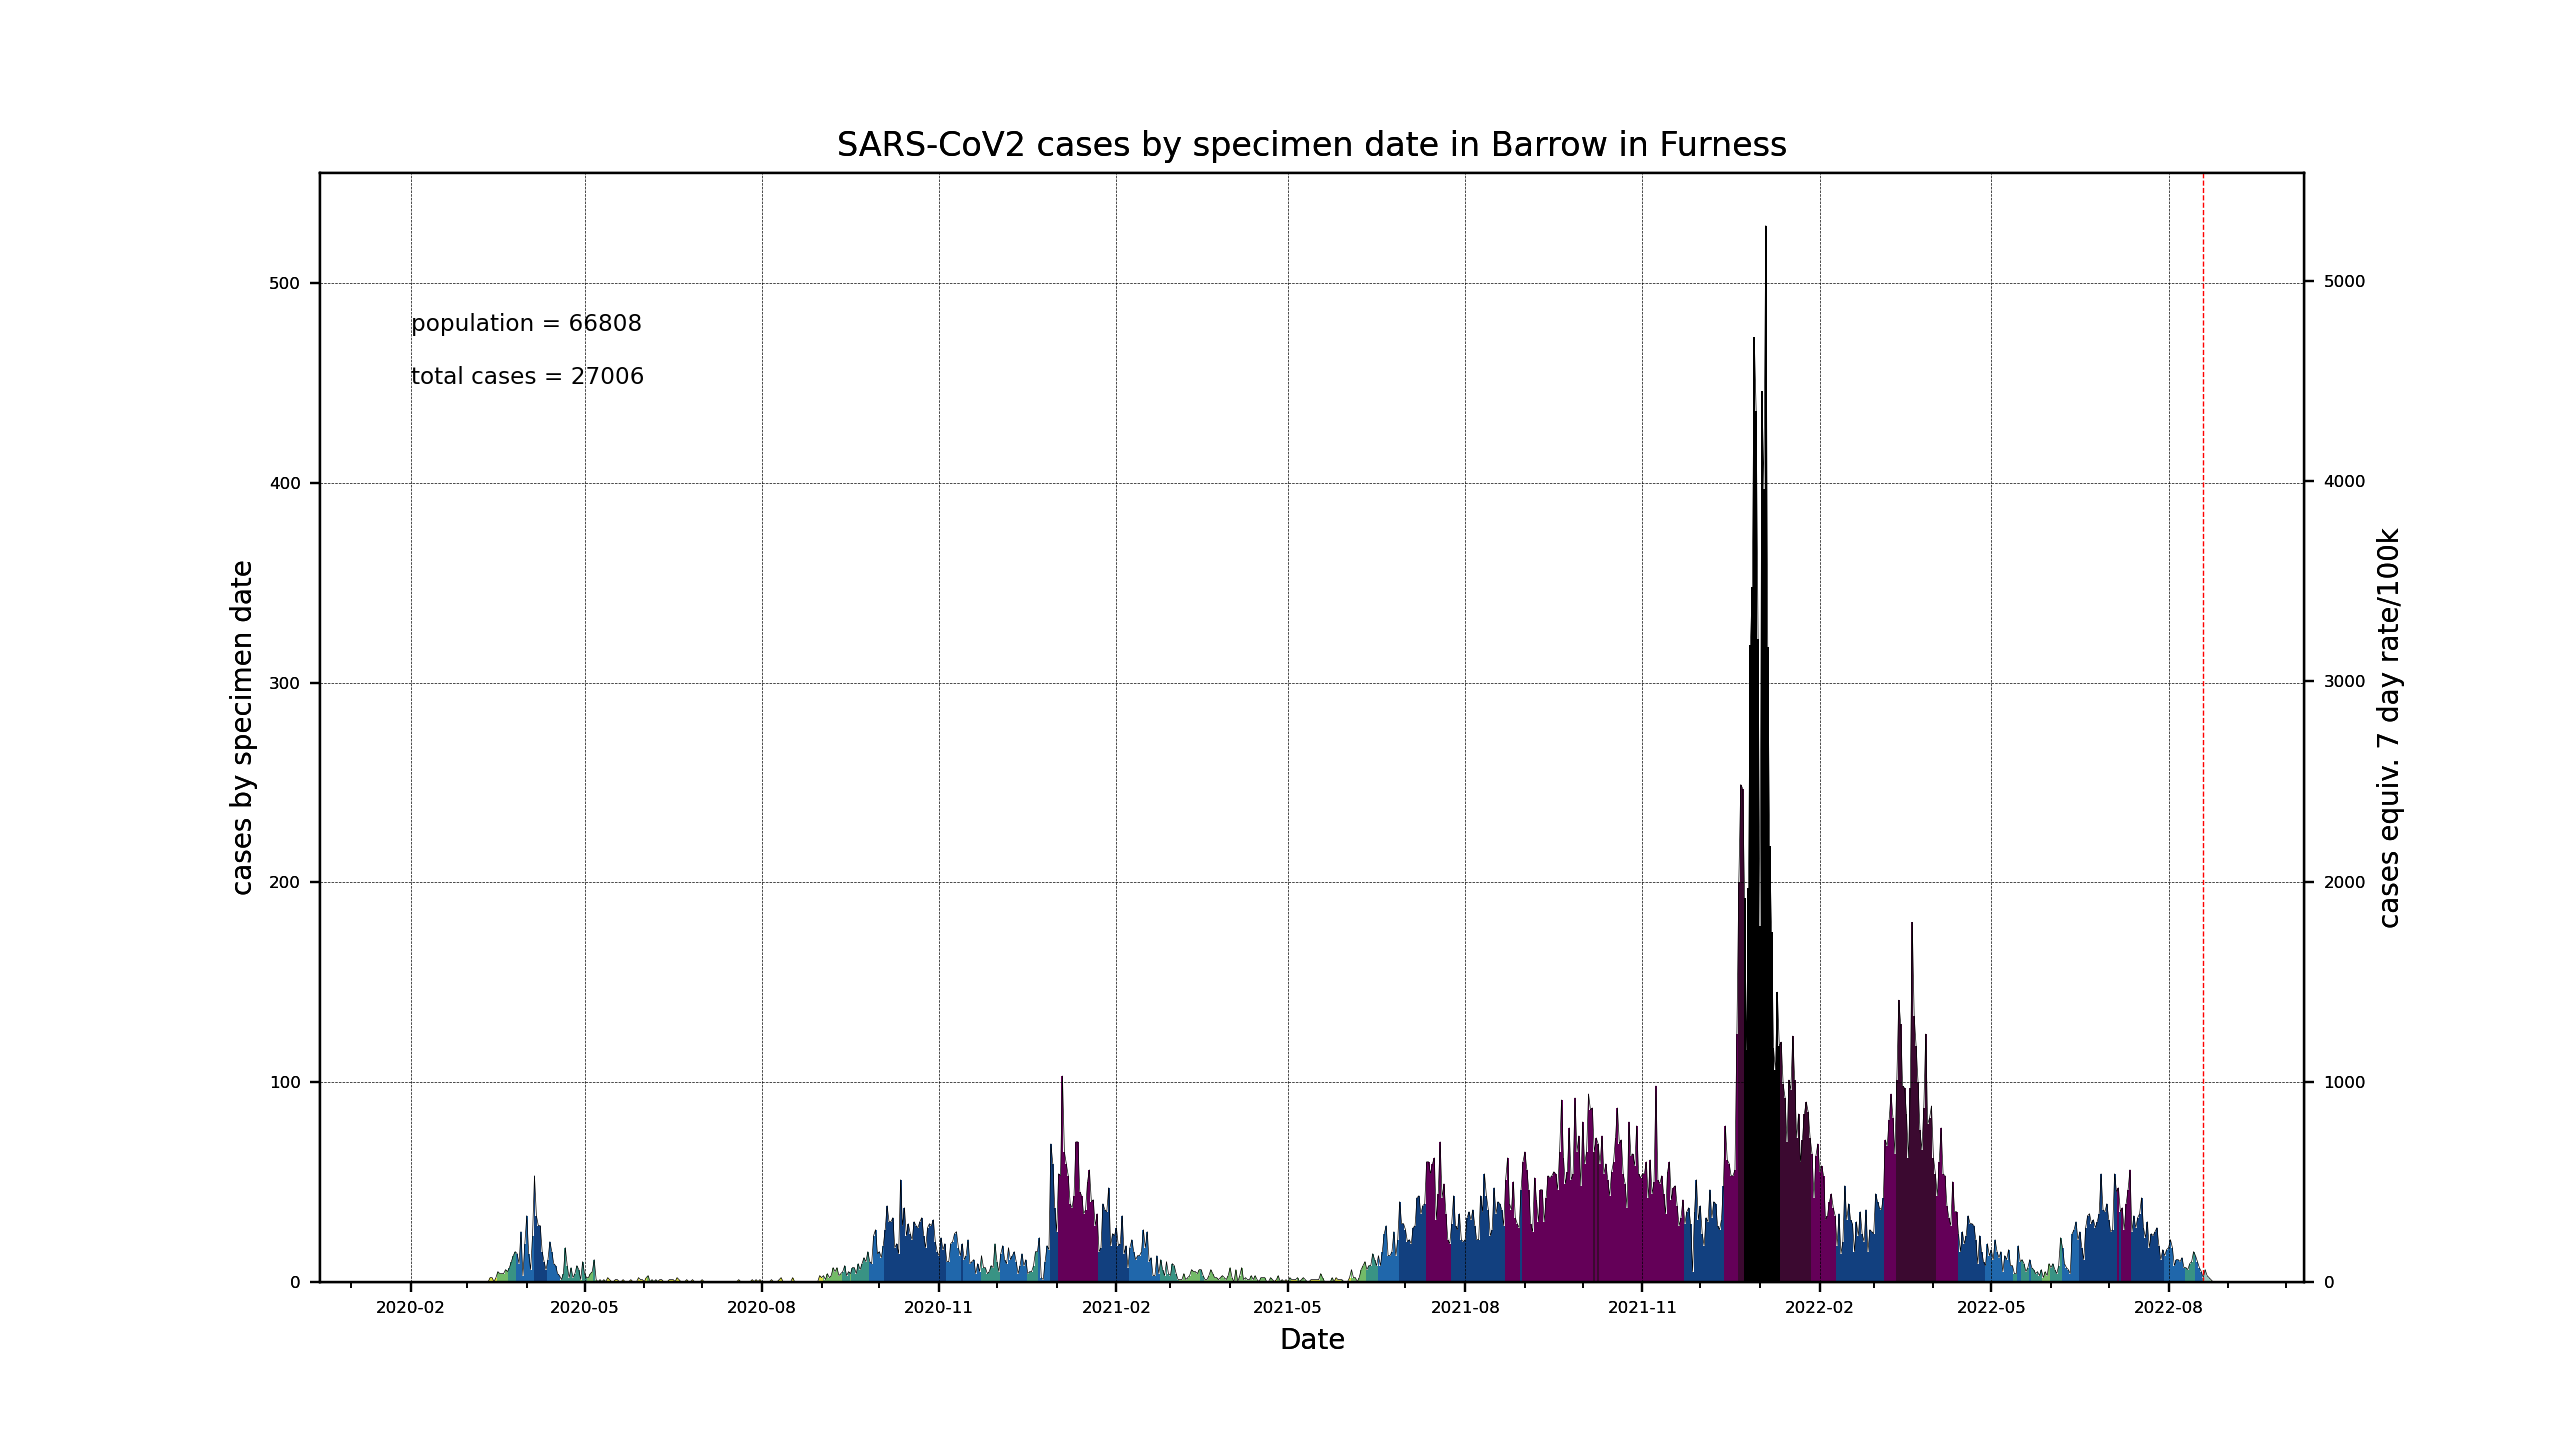 SARS-CoV2 cases by specimen date in Barrow in Furness
population = 66808
total cases = 27006
cases by specimen date
500
400
300
200
100
0
cases equiv. 7 day rate/100k
5000
4000
3000
2000
1000
0
2020-02 2020-05 2020-08 2020-11 2021-02 2021-05 2021-08 2021-11 2022-02 2022-05 2022-08
Date